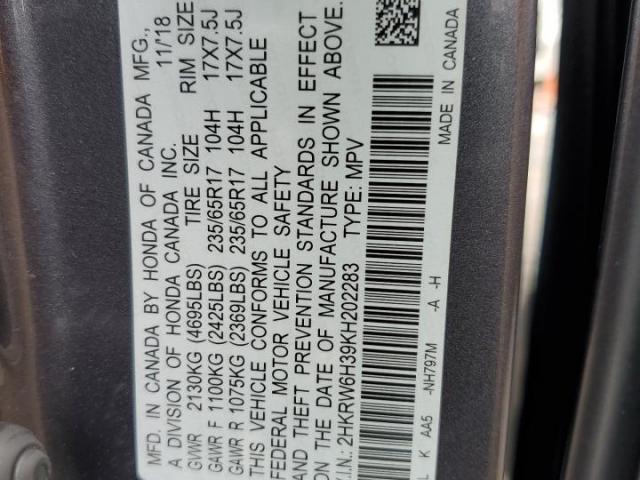 MFD. IN CANADA BY HONDA OF CANADA MFG.,
A DIVISION OF HONDA CANADA INC. 11/18
GVWR 2130KG (4695LBS) TIRE SIZE RIM SIZE
GAWR F 1100KG (2425LBS) 235/65R17 104H 17X7.5J
GAWR R 1075KG (2369LBS) 235/65R17 104H 17X7.5J
THIS VEHICLE CONFORMS TO ALL APPLICABLE
FEDERAL MOTOR VEHICLE SAFETY
AND THEFT PREVENTION STANDARDS IN EFFECT
ON THE DATE OF MANUFACTURE SHOWN ABOVE.
V.I.N.: 2HKRW6H39KH202283 TYPE: MPV
K AA5 -NH797M -A -H
MADE IN CANADA